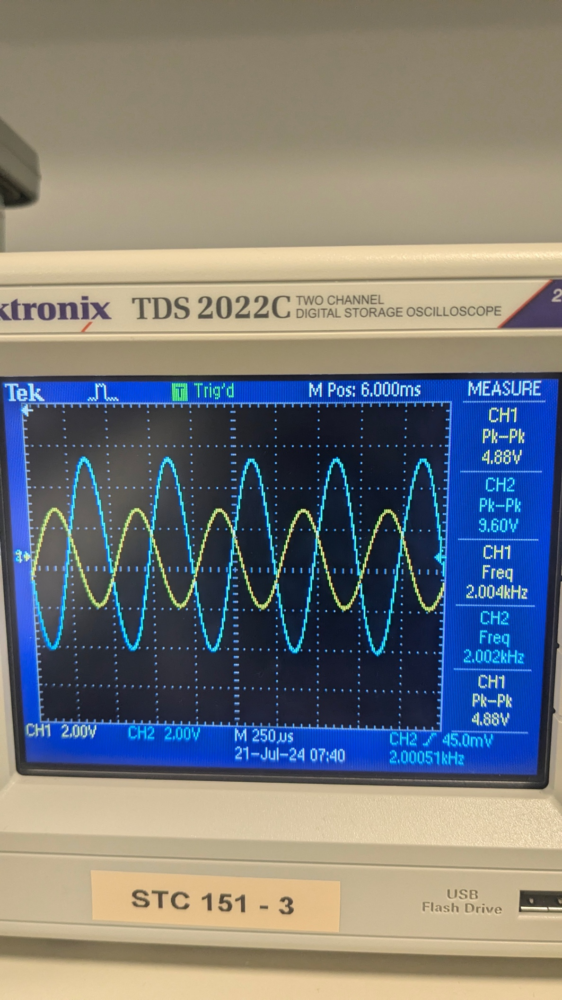 ktronix TDS 2022C TWO CHANNEL
DIGITAL STORAGE OSCILLOSCOPE
2
Tek T Trig'd M Pos: 6.000ms MEASURE
CH1
Pk-Pk
4.88V
CH2
Pk-Pk
9.60V
CH1
Freq
2.004kHz
CH2
Freq
2.002kHz
CH1
Pk-Pk
4.88V
CH1 2.00V CH2 2.00V M 250µs CH2 45.0mV
21-Jul-24 07:40 2.00051kHz
STC 151 - 3
USB
Flash Drive